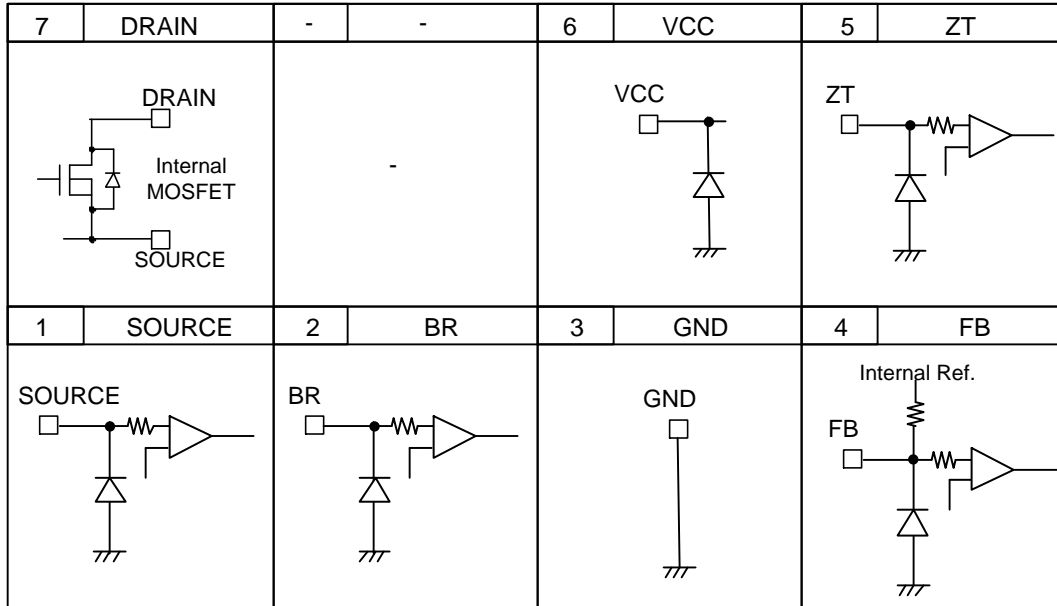 7 DRAIN - - 6 VCC 5 ZT
DRAIN
Internal
MOSFET
SOURCE
-
VCC
ZT
1 SOURCE 2 BR 3 GND 4 FB
SOURCE
BR
GND
Internal Ref.
FB